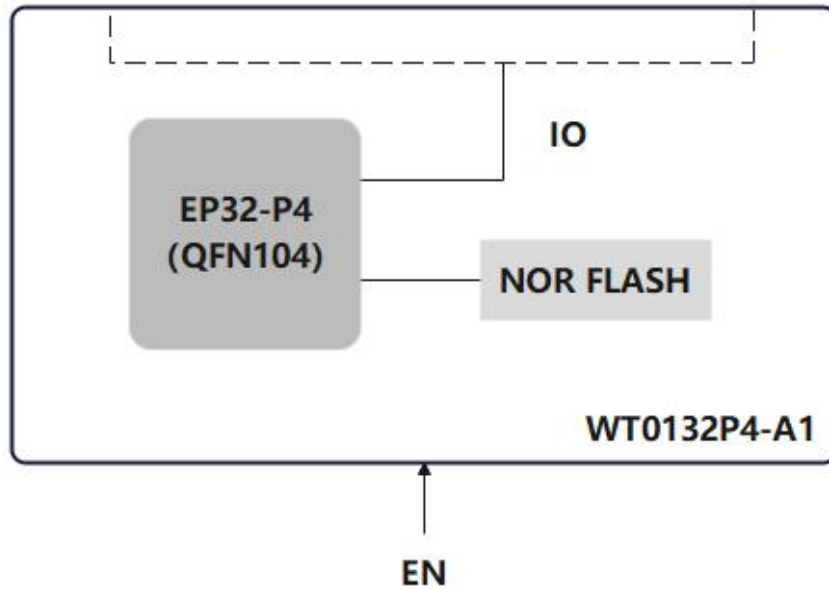 IO
EP32-P4
(QFN104)
NOR FLASH
WT0132P4-A1
EN